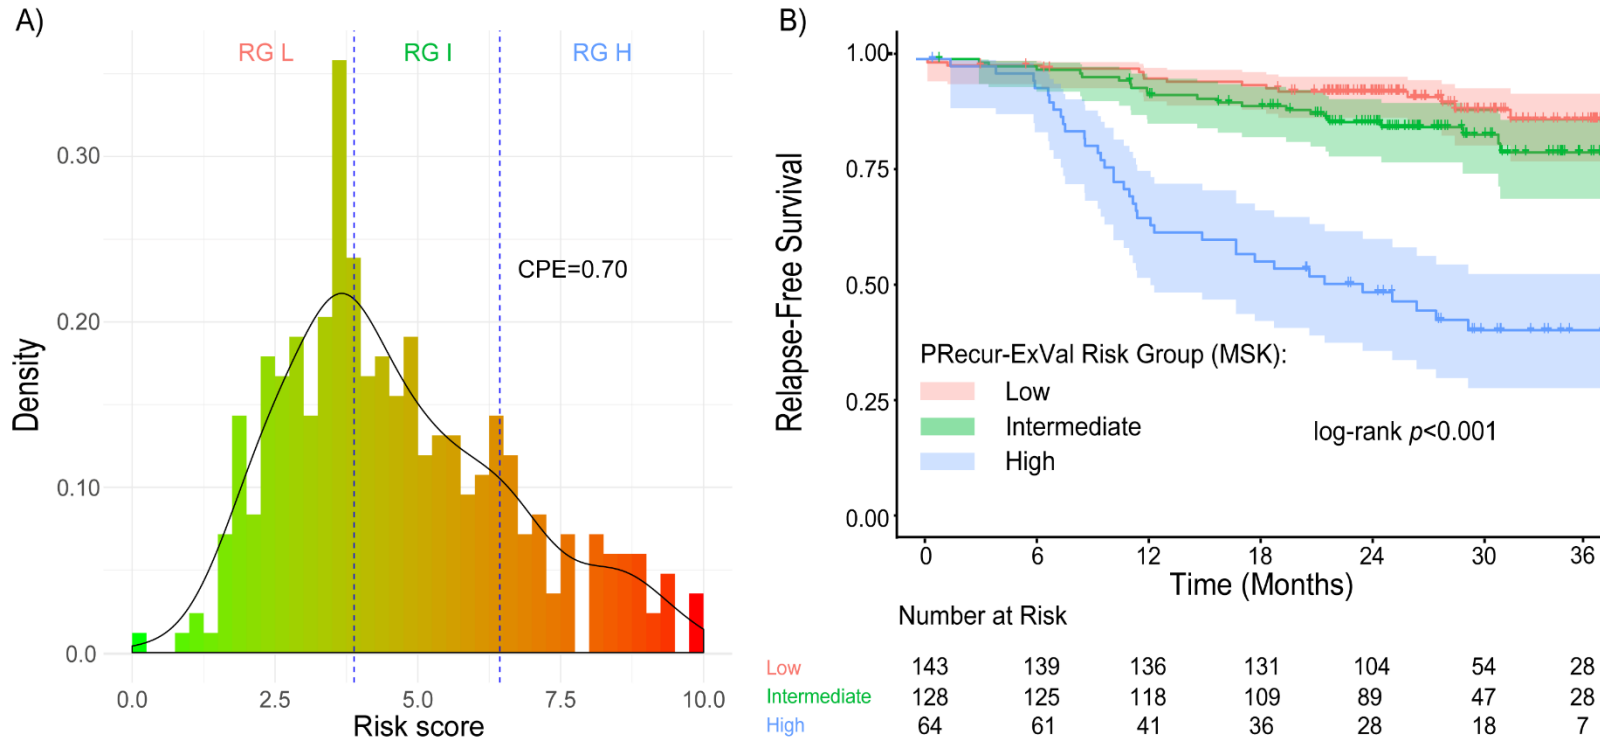 A)
RG L RG I RG H
CPE=0.70
Density
0.30
0.20
0.10
0.0
0.0 2.5 5.0 7.5 10.0
Risk score
B)
Relapse-Free Survival
1.00
0.75
0.50
0.25
0.00
PRecur-ExVal Risk Group (MSK):
Low
Intermediate
High
log-rank p<0.001
0 6 12 18 24 30 36
Time (Months)
Number at Risk
Low 143 139 136 131 104 54 28
Intermediate 128 125 118 109 89 47 28
High 64 61 41 36 28 18 7